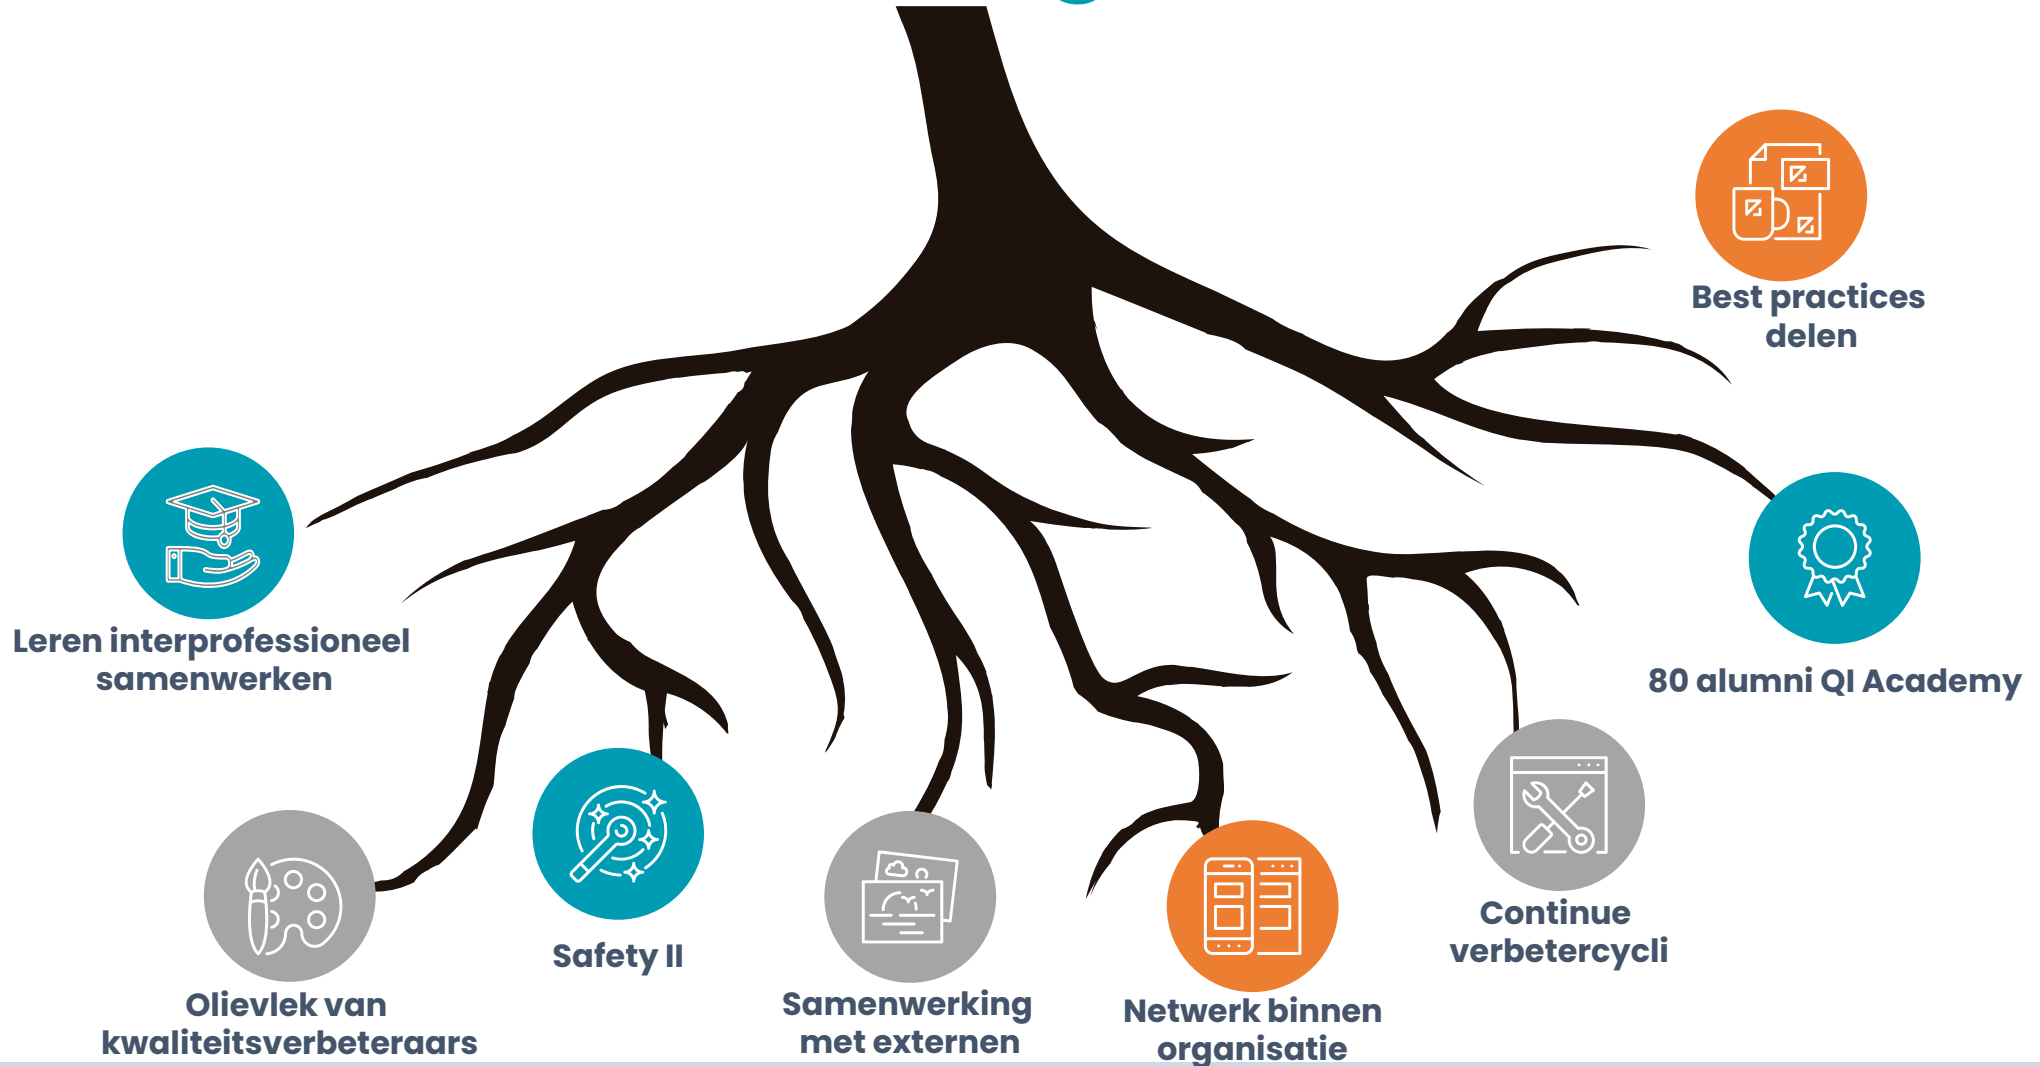 Best practices
delen
Leren interprofessioneel
samenwerken
80 alumni QI Academy
Continue
verbetercycli
Safety II
Olievlek van
kwaliteitsverbeteraars
Samenwerking
met externen
Netwerk binnen
organisatie